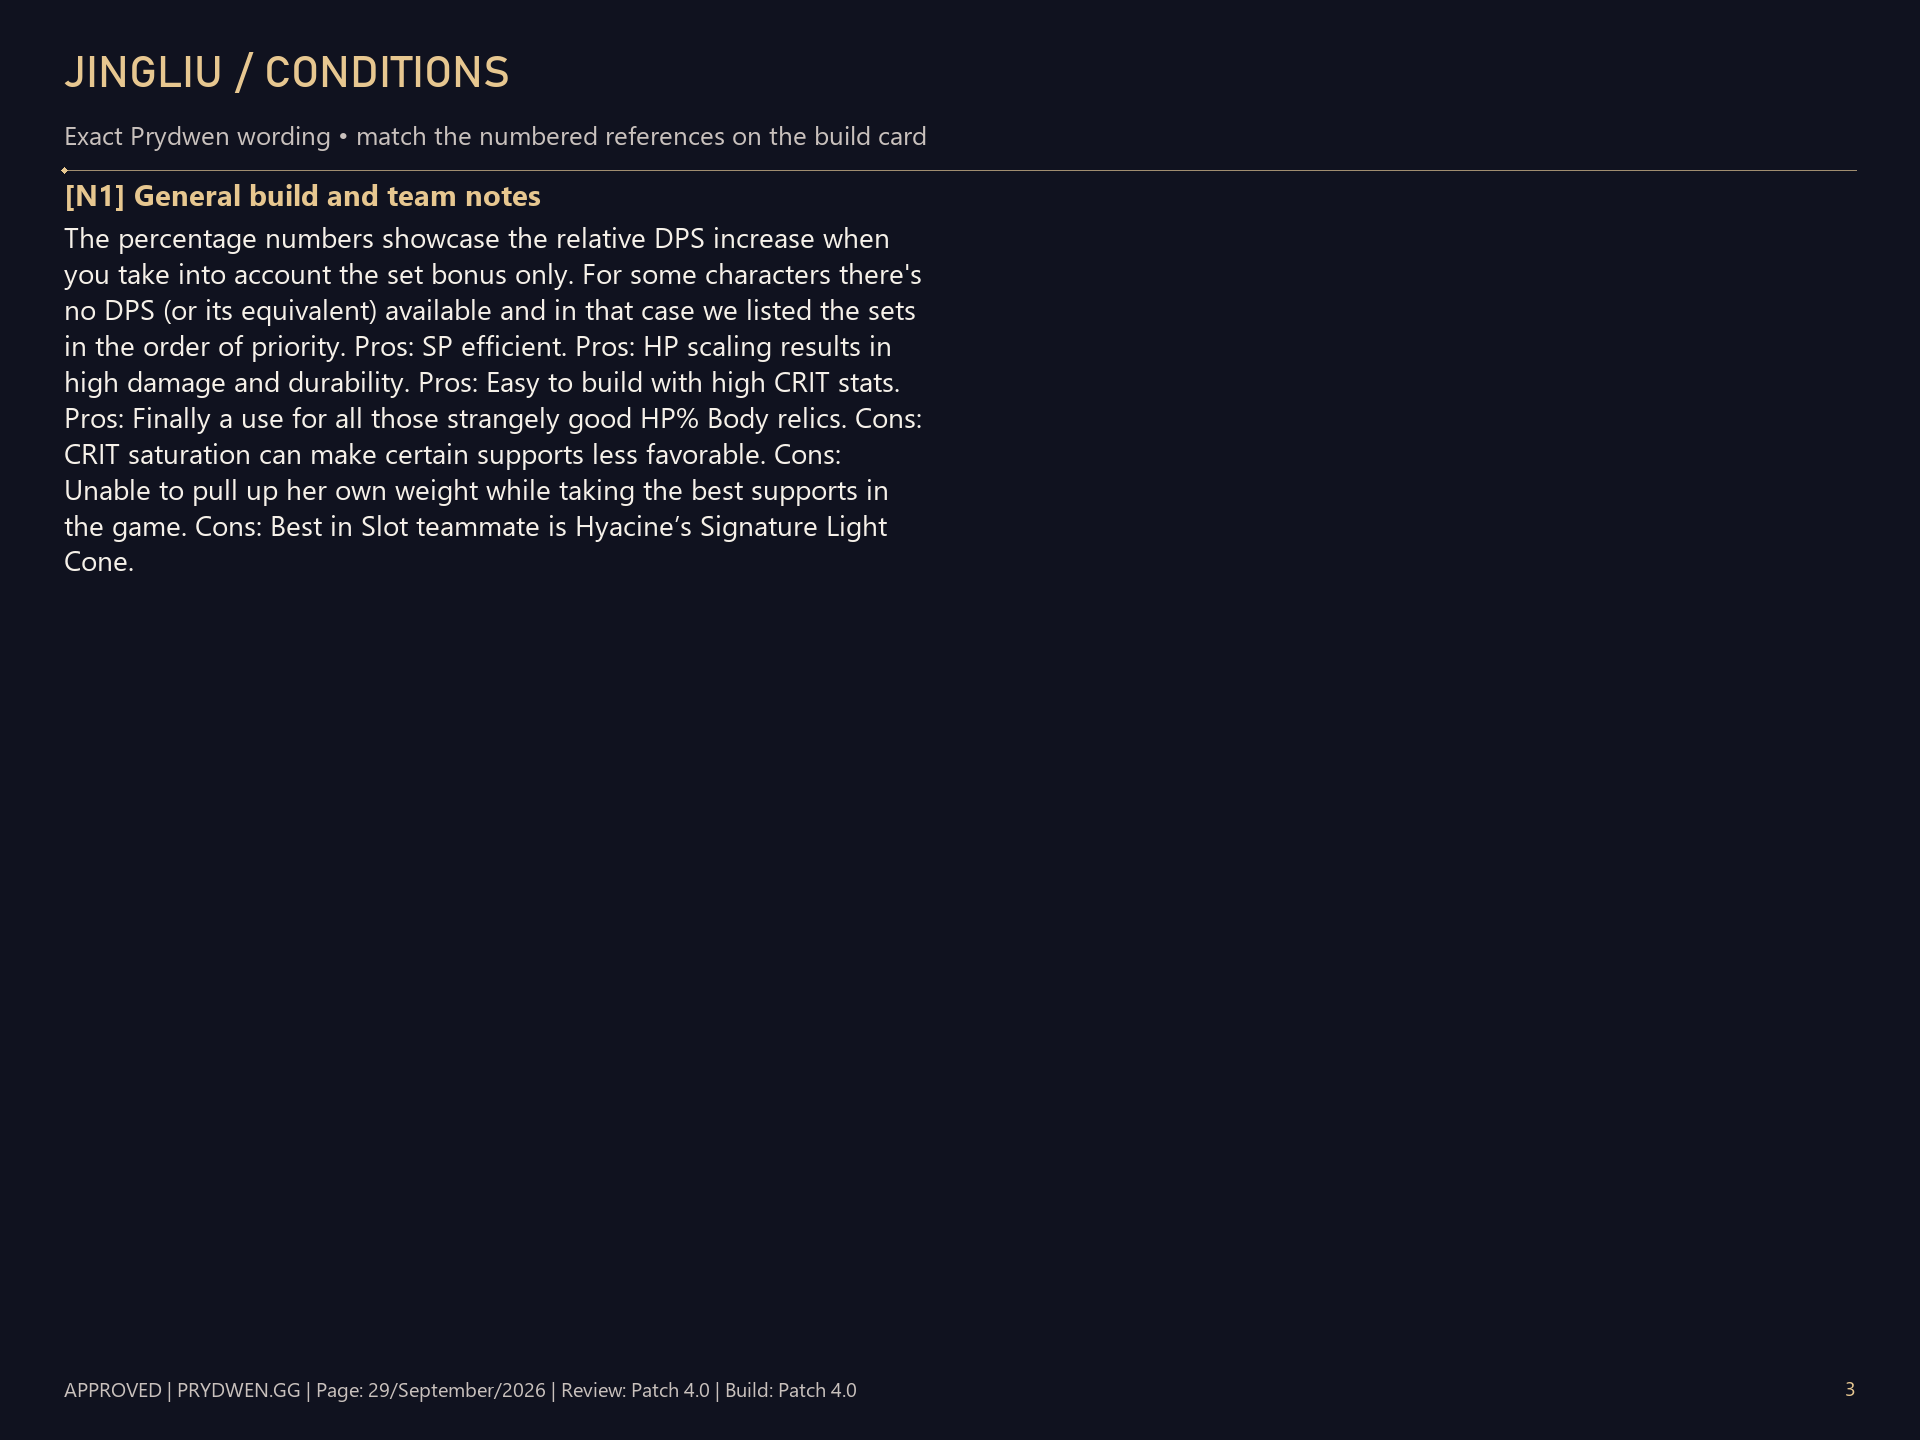 JINGLIU / CONDITIONS
Exact Prydwen wording • match the numbered references on the build card
[N1] General build and team notes
The percentage numbers showcase the relative DPS increase when
you take into account the set bonus only. For some characters there's
no DPS (or its equivalent) available and in that case we listed the sets
in the order of priority. Pros: SP efficient. Pros: HP scaling results in
high damage and durability. Pros: Easy to build with high CRIT stats.
Pros: Finally a use for all those strangely good HP% Body relics. Cons:
CRIT saturation can make certain supports less favorable. Cons:
Unable to pull up her own weight while taking the best supports in
the game. Cons: Best in Slot teammate is Hyacine’s Signature Light
Cone.
APPROVED | PRYDWEN.GG | Page: 29/September/2026 | Review: Patch 4.0 | Build: Patch 4.0
3